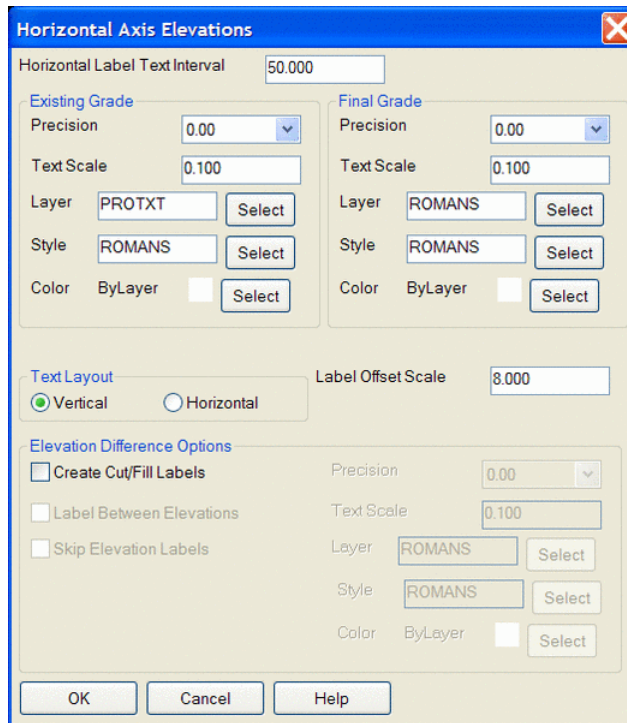 Horizontal Axis Elevations
Horizontal Label Text Interval 50.000
Existing Grade Final Grade
Precision 0.00 Precision 0.00
Text Scale 0.100 Text Scale 0.100
Layer PROTXT Select Layer ROMANS Select
Style ROMANS Select Style ROMANS Select
Color ByLayer Select Color ByLayer Select
Text Layout Label Offset Scale 8.000
Vertical Horizontal
Elevation Difference Options
Create Cut/Fill Labels Precision 0.00
Label Between Elevations Text Scale 0.100
Skip Elevation Labels Layer ROMANS Select
Style ROMANS Select
Color ByLayer Select
OK Cancel Help